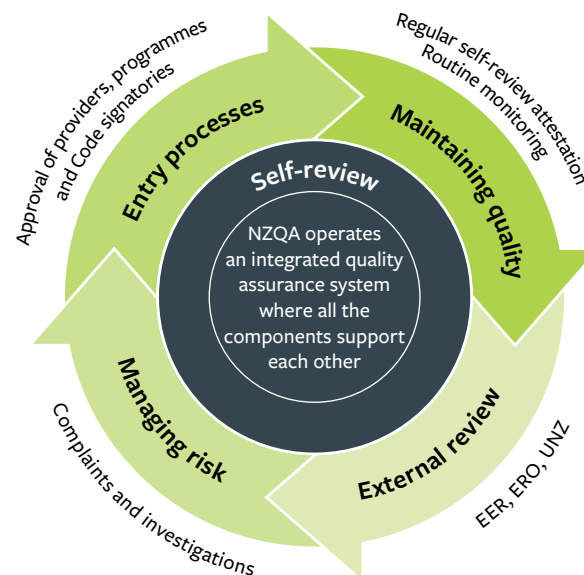 Approval of providers, programmes
and Code signatories
Entry processes
Regular self-review attestation
Routine monitoring
Maintaining quality
Self-review
NZQA operates
an integrated quality
assurance system
where all the
components support
each other
External review
EER, ERO, UNZ
Managing risk
Complaints and investigations